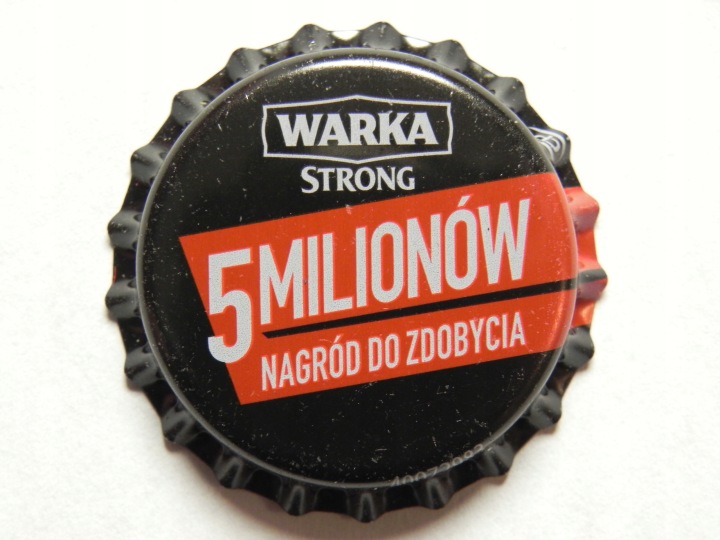 WARKA
STRONG
5 MILIONÓW
NAGRÓD DO ZDOBYCIA